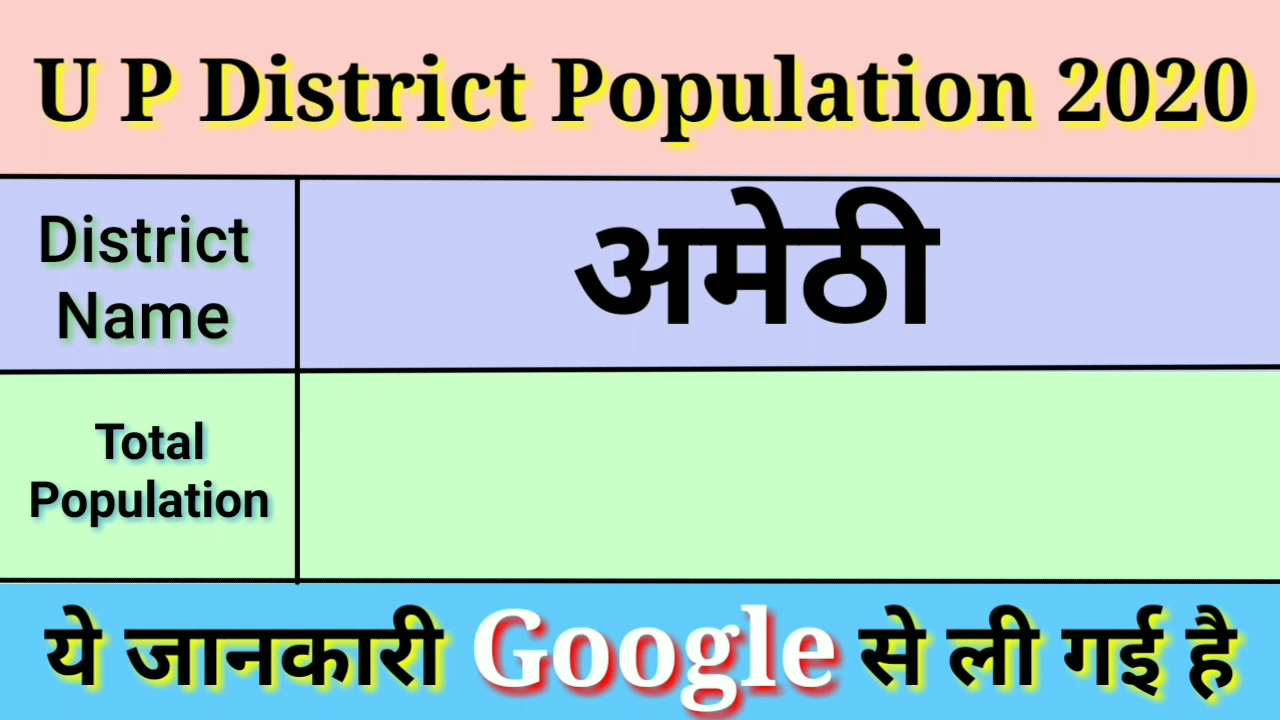 U P District Population 2020
District
Name
अमेठी
Total
Population
ये जानकारी Google से ली गई है